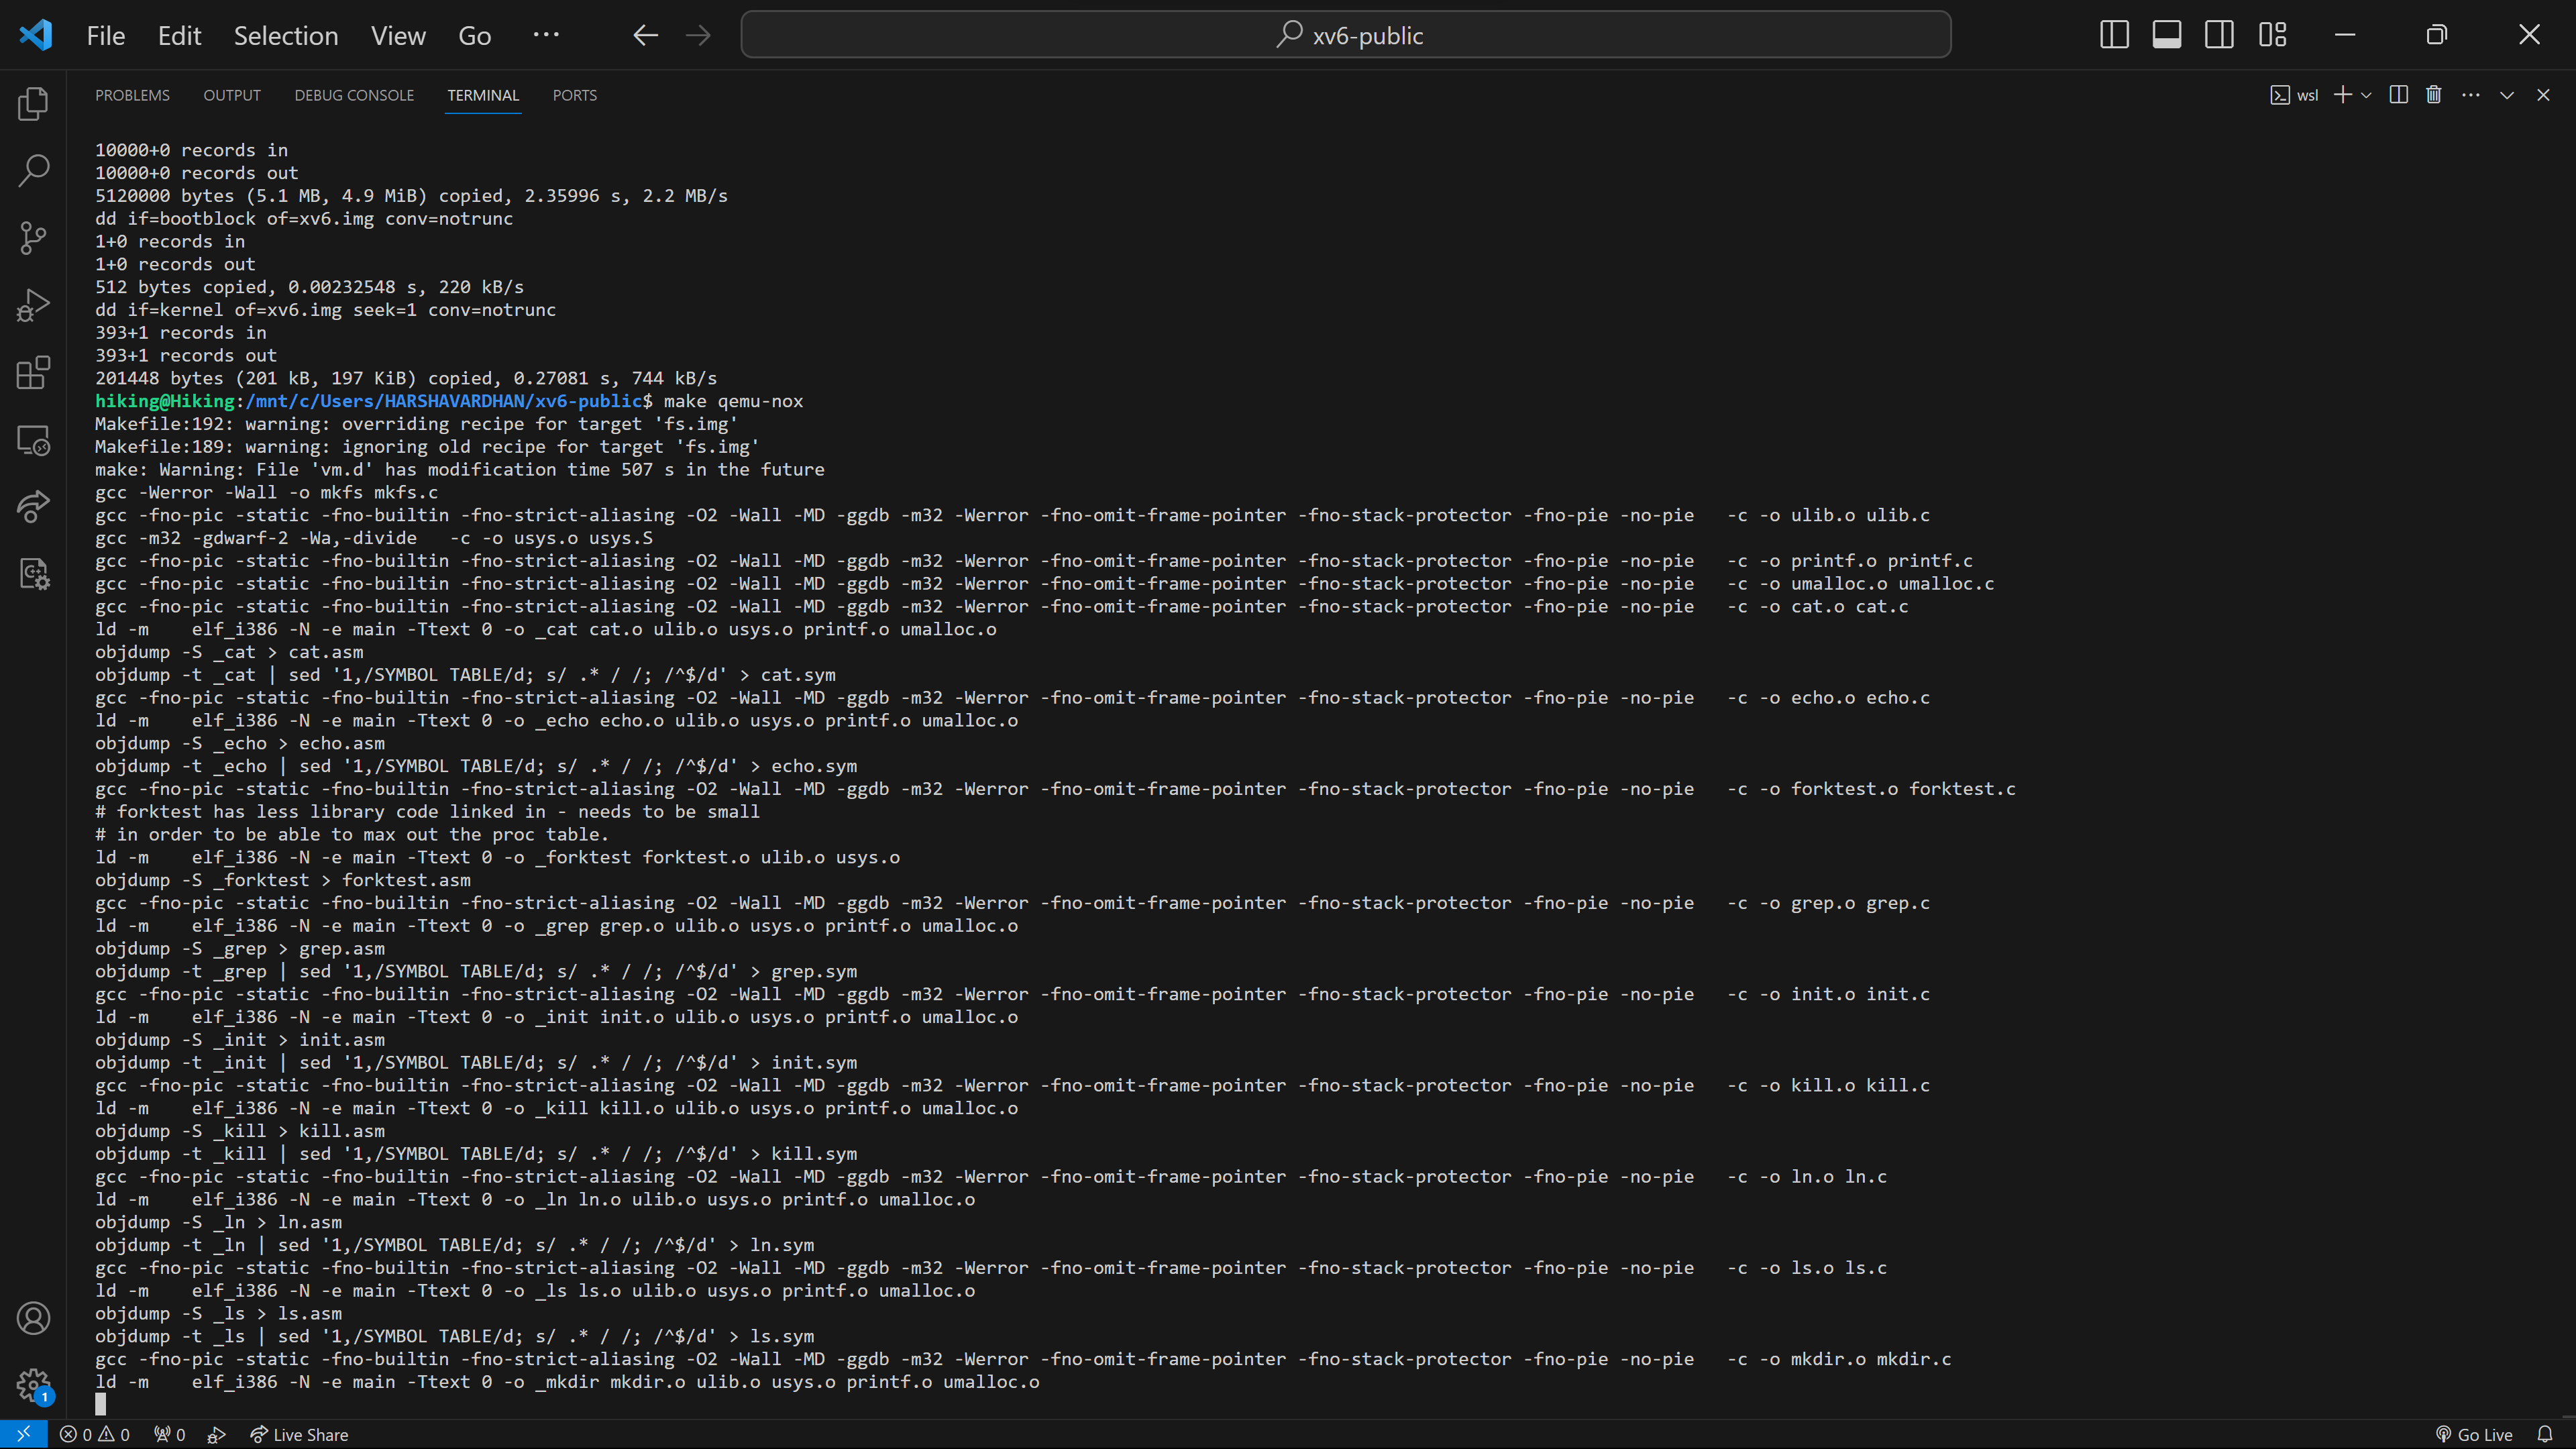 File Edit Selection View Go ··· xv6-public
PROBLEMS OUTPUT DEBUG CONSOLE TERMINAL PORTS wsl
10000+0 records in
10000+0 records out
5120000 bytes (5.1 MB, 4.9 MiB) copied, 2.35996 s, 2.2 MB/s
dd if=bootblock of=xv6.img conv=notrunc
1+0 records in
1+0 records out
512 bytes copied, 0.00232548 s, 220 kB/s
dd if=kernel of=xv6.img seek=1 conv=notrunc
393+1 records in
393+1 records out
201448 bytes (201 kB, 197 KiB) copied, 0.27081 s, 744 kB/s
hiking@Hiking:/mnt/c/Users/HARSHAVARDHAN/xv6-public$ make qemu-nox
Makefile:192: warning: overriding recipe for target 'fs.img'
Makefile:189: warning: ignoring old recipe for target 'fs.img'
make: Warning: File 'vm.d' has modification time 507 s in the future
gcc -Werror -Wall -o mkfs mkfs.c
gcc -fno-pic -static -fno-builtin -fno-strict-aliasing -O2 -Wall -MD -ggdb -m32 -Werror -fno-omit-frame-pointer -fno-stack-protector -fno-pie -no-pie   -c -o ulib.o ulib.c
gcc -m32 -gdwarf-2 -Wa,-divide   -c -o usys.o usys.S
gcc -fno-pic -static -fno-builtin -fno-strict-aliasing -O2 -Wall -MD -ggdb -m32 -Werror -fno-omit-frame-pointer -fno-stack-protector -fno-pie -no-pie   -c -o printf.o printf.c
gcc -fno-pic -static -fno-builtin -fno-strict-aliasing -O2 -Wall -MD -ggdb -m32 -Werror -fno-omit-frame-pointer -fno-stack-protector -fno-pie -no-pie   -c -o umalloc.o umalloc.c
gcc -fno-pic -static -fno-builtin -fno-strict-aliasing -O2 -Wall -MD -ggdb -m32 -Werror -fno-omit-frame-pointer -fno-stack-protector -fno-pie -no-pie   -c -o cat.o cat.c
ld -m    elf_i386 -N -e main -Ttext 0 -o _cat cat.o ulib.o usys.o printf.o umalloc.o
objdump -S _cat > cat.asm
objdump -t _cat | sed '1,/SYMBOL TABLE/d; s/ .* / /; /^$/d' > cat.sym
gcc -fno-pic -static -fno-builtin -fno-strict-aliasing -O2 -Wall -MD -ggdb -m32 -Werror -fno-omit-frame-pointer -fno-stack-protector -fno-pie -no-pie   -c -o echo.o echo.c
ld -m    elf_i386 -N -e main -Ttext 0 -o _echo echo.o ulib.o usys.o printf.o umalloc.o
objdump -S _echo > echo.asm
objdump -t _echo | sed '1,/SYMBOL TABLE/d; s/ .* / /; /^$/d' > echo.sym
gcc -fno-pic -static -fno-builtin -fno-strict-aliasing -O2 -Wall -MD -ggdb -m32 -Werror -fno-omit-frame-pointer -fno-stack-protector -fno-pie -no-pie   -c -o forktest.o forktest.c
# forktest has less library code linked in - needs to be small
# in order to be able to max out the proc table.
ld -m    elf_i386 -N -e main -Ttext 0 -o _forktest forktest.o ulib.o usys.o
objdump -S _forktest > forktest.asm
gcc -fno-pic -static -fno-builtin -fno-strict-aliasing -O2 -Wall -MD -ggdb -m32 -Werror -fno-omit-frame-pointer -fno-stack-protector -fno-pie -no-pie   -c -o grep.o grep.c
ld -m    elf_i386 -N -e main -Ttext 0 -o _grep grep.o ulib.o usys.o printf.o umalloc.o
objdump -S _grep > grep.asm
objdump -t _grep | sed '1,/SYMBOL TABLE/d; s/ .* / /; /^$/d' > grep.sym
gcc -fno-pic -static -fno-builtin -fno-strict-aliasing -O2 -Wall -MD -ggdb -m32 -Werror -fno-omit-frame-pointer -fno-stack-protector -fno-pie -no-pie   -c -o init.o init.c
ld -m    elf_i386 -N -e main -Ttext 0 -o _init init.o ulib.o usys.o printf.o umalloc.o
objdump -S _init > init.asm
objdump -t _init | sed '1,/SYMBOL TABLE/d; s/ .* / /; /^$/d' > init.sym
gcc -fno-pic -static -fno-builtin -fno-strict-aliasing -O2 -Wall -MD -ggdb -m32 -Werror -fno-omit-frame-pointer -fno-stack-protector -fno-pie -no-pie   -c -o kill.o kill.c
ld -m    elf_i386 -N -e main -Ttext 0 -o _kill kill.o ulib.o usys.o printf.o umalloc.o
objdump -S _kill > kill.asm
objdump -t _kill | sed '1,/SYMBOL TABLE/d; s/ .* / /; /^$/d' > kill.sym
gcc -fno-pic -static -fno-builtin -fno-strict-aliasing -O2 -Wall -MD -ggdb -m32 -Werror -fno-omit-frame-pointer -fno-stack-protector -fno-pie -no-pie   -c -o ln.o ln.c
ld -m    elf_i386 -N -e main -Ttext 0 -o _ln ln.o ulib.o usys.o printf.o umalloc.o
objdump -S _ln > ln.asm
objdump -t _ln | sed '1,/SYMBOL TABLE/d; s/ .* / /; /^$/d' > ln.sym
gcc -fno-pic -static -fno-builtin -fno-strict-aliasing -O2 -Wall -MD -ggdb -m32 -Werror -fno-omit-frame-pointer -fno-stack-protector -fno-pie -no-pie   -c -o ls.o ls.c
ld -m    elf_i386 -N -e main -Ttext 0 -o _ls ls.o ulib.o usys.o printf.o umalloc.o
objdump -S _ls > ls.asm
objdump -t _ls | sed '1,/SYMBOL TABLE/d; s/ .* / /; /^$/d' > ls.sym
gcc -fno-pic -static -fno-builtin -fno-strict-aliasing -O2 -Wall -MD -ggdb -m32 -Werror -fno-omit-frame-pointer -fno-stack-protector -fno-pie -no-pie   -c -o mkdir.o mkdir.c
ld -m    elf_i386 -N -e main -Ttext 0 -o _mkdir mkdir.o ulib.o usys.o printf.o umalloc.o
1
0 0 0 Live Share Go Live